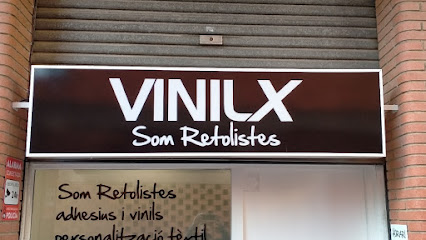 VINILX
Som Retolistes
Som Retolistes
adhesius i vinils
personalització tèxtil